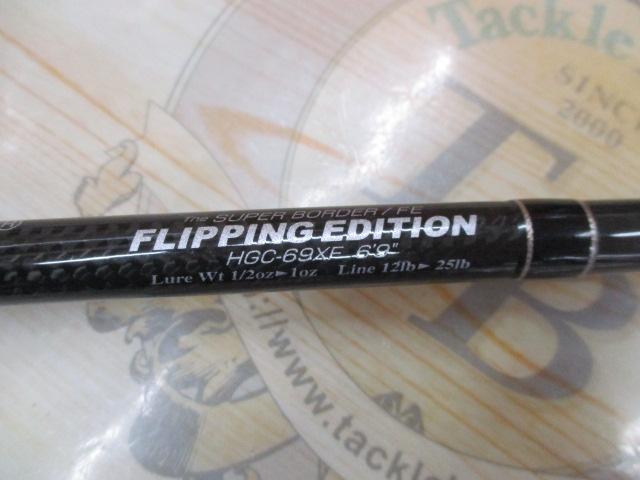 Tackle
SINCE
2000
TB
The SUPER BORDER / FE
FLIPPING EDITION
HGC-69XF 6'9"
Lure Wt 1/2oz►1oz Line 12lb►25lb
://www.tackle